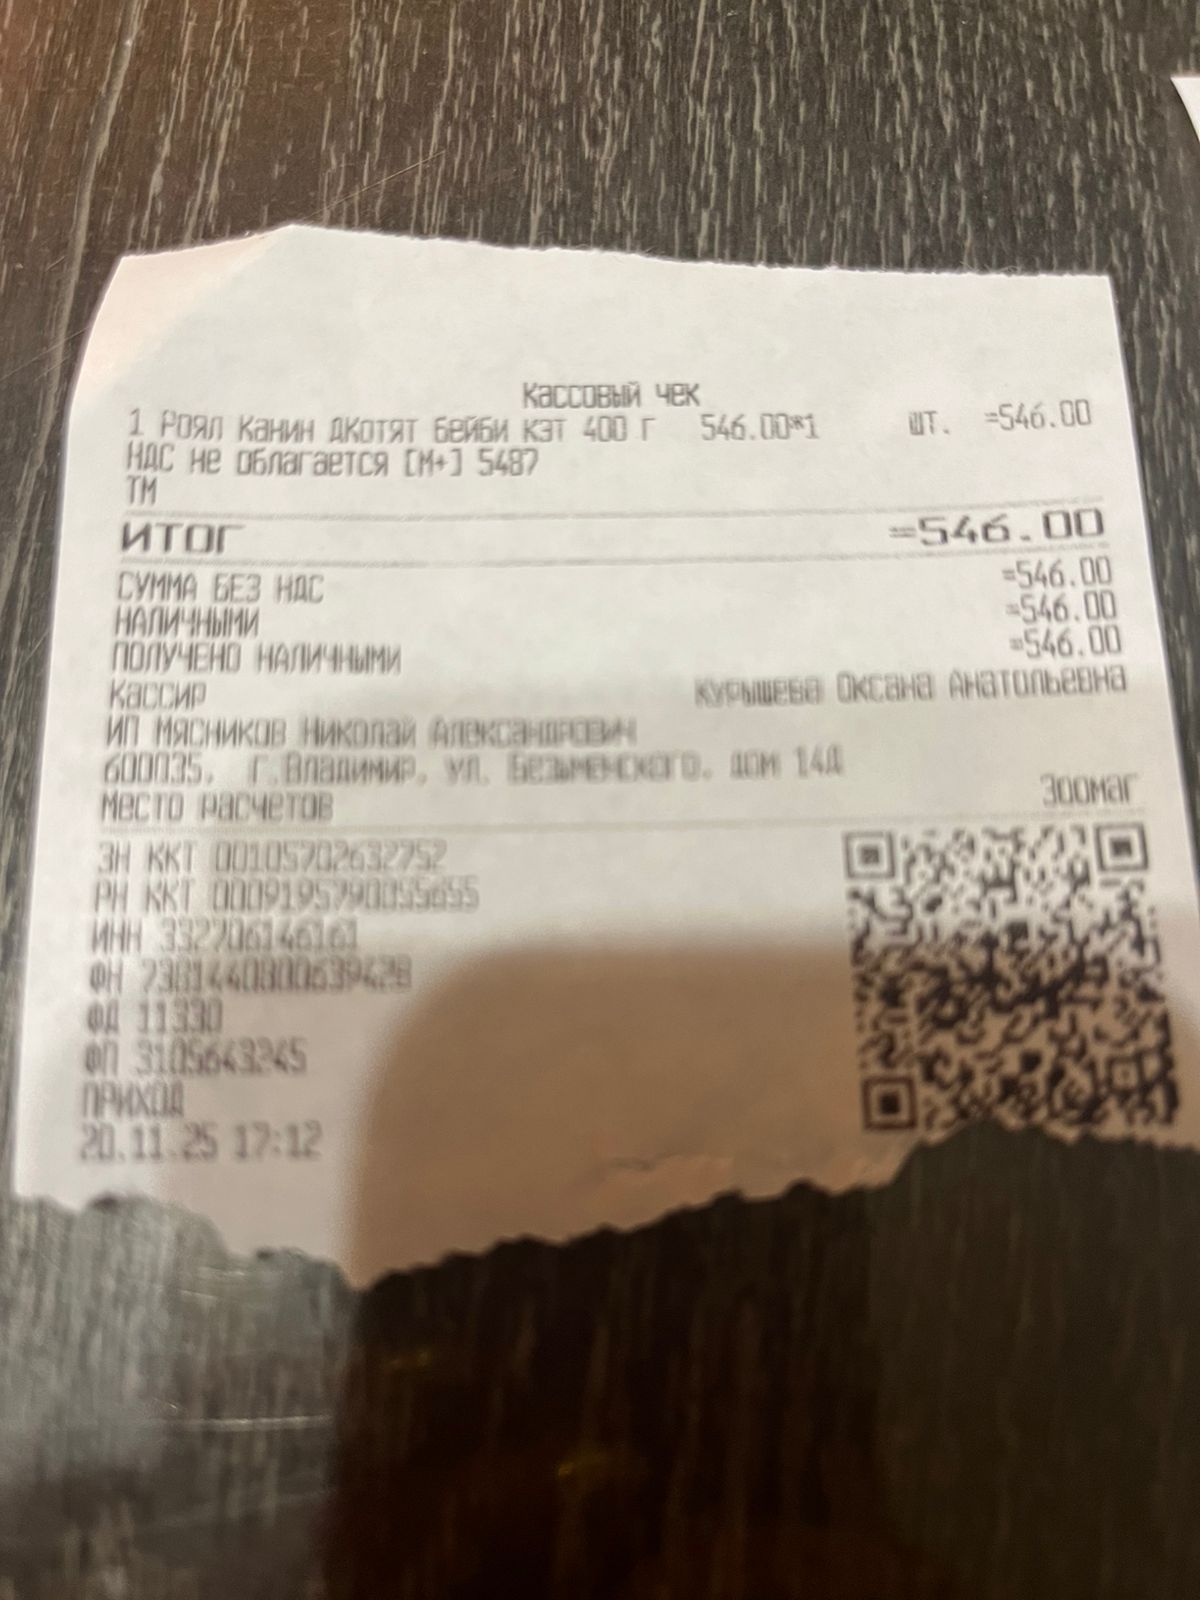 Кассовый чек
1 Роял Канин дКотят Бейби кэт 400 г 546.00*1 шт. =546.00
НДС не облагается [М+] 5487
ТМ
ИТОГ =546.00
СУММА БЕЗ НДС =546.00
НАЛИЧНЫМИ =546.00
ПОЛУЧЕНО НАЛИЧНЫМИ =546.00
Кассир Курышева Оксана Анатольевна
ИП Мясников Николай Александрович
600035, г.Владимир, ул. Безыменского, дом 14Д
Место расчетов Зоомаг
ЗН ККТ 00105702632752
РН ККТ 0009195790055655
ИНН 332706146161
ФН
ФД 11330
ФП 3105643245
ПРИХОД
20.11.25 17:12